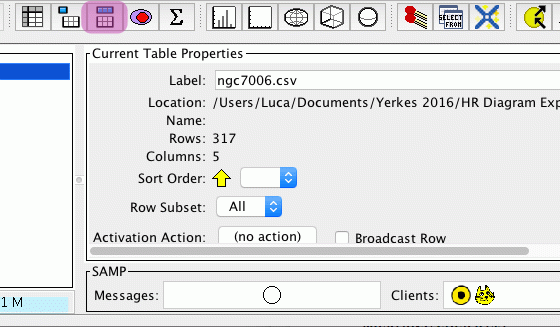 Σ
SELECT
FROM
Current Table Properties
Label: ngc7006.csv
Location: /Users/Luca/Documents/Yerkes 2016/HR Diagram Exp
Name:
Rows: 317
Columns: 5
Sort Order:
Row Subset: All
Activation Action: (no action) Broadcast Row
SAMP
1 M
Messages: Clients: